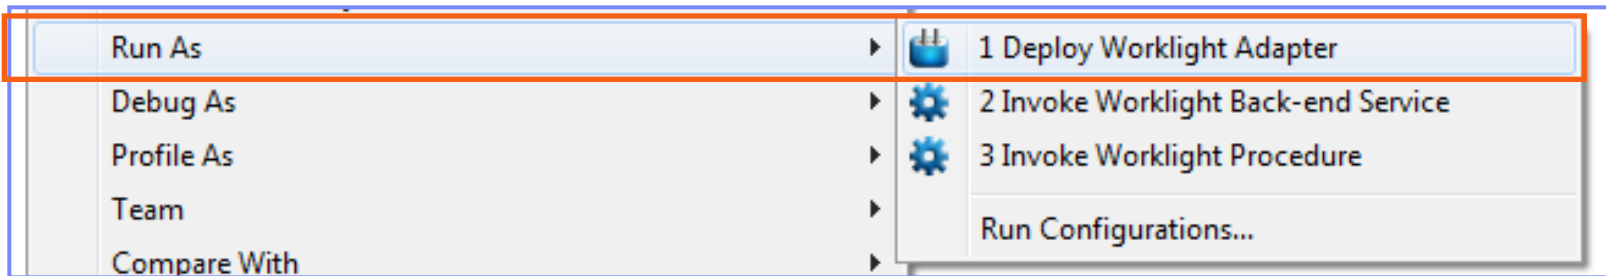 Run As
1 Deploy Worklight Adapter
Debug As
2 Invoke Worklight Back-end Service
Profile As
3 Invoke Worklight Procedure
Team
Run Configurations...
Compare With